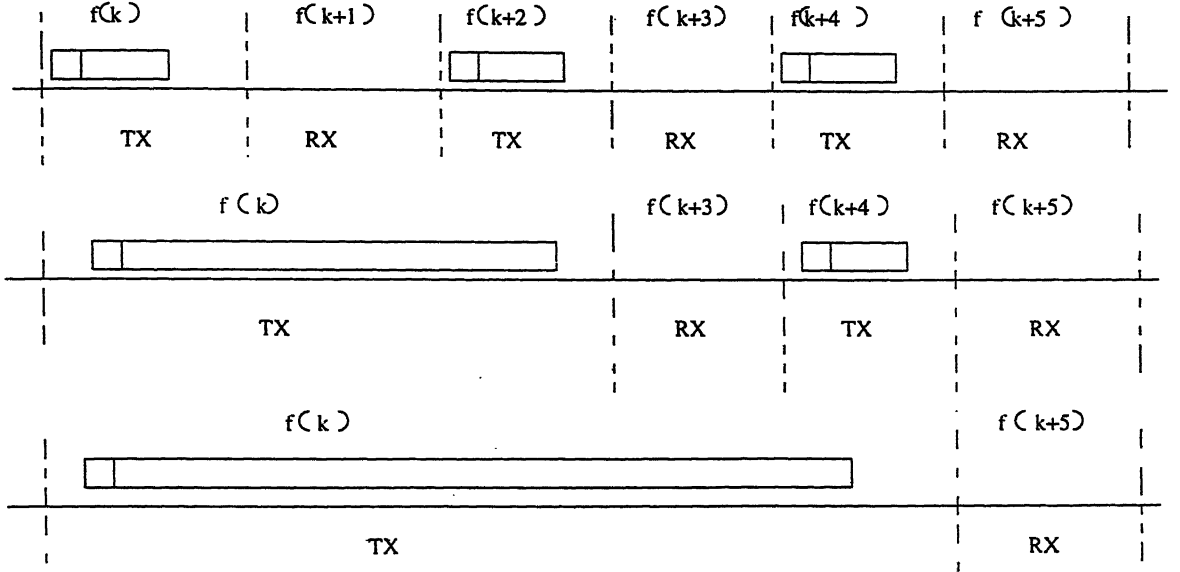 f(k) f(k+1) f(k+2) f(k+3) f(k+4 ) f (k+5)
TX RX TX RX TX RX
f (k) f(k+3) f(k+4 ) f(k+5)
TX RX TX RX
f(k ) f ( k+5)
TX RX